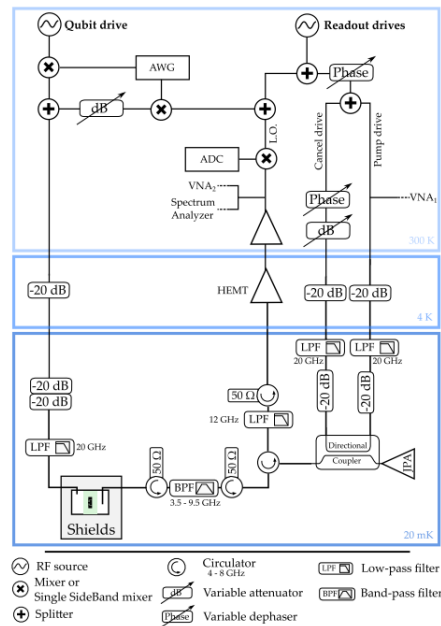 Qubit drive
Readout drives
AWG
Phase
dB
L.O.
Cancel drive
Pump drive
ADC
VNA2
Spectrum
Analyzer
Phase
VNA1
dB
300 K
HEMT
-20 dB
-20 dB
-20 dB
4 K
LPF
20 GHz
LPF
20 GHz
-20 dB
-20 dB
50 Ω
-20 dB
-20 dB
12 GHz
LPF
LPF
20 GHz
Directional
Coupler
JPA
50 Ω
50 Ω
BPF
3.5 - 9.5 GHz
Shields
20 mK
RF source
Mixer or
Single SideBand mixer
Splitter
Circulator
4 - 8 GHz
dB
Variable attenuator
Phase
Variable dephaser
LPF
Low-pass filter
BPF
Band-pass filter